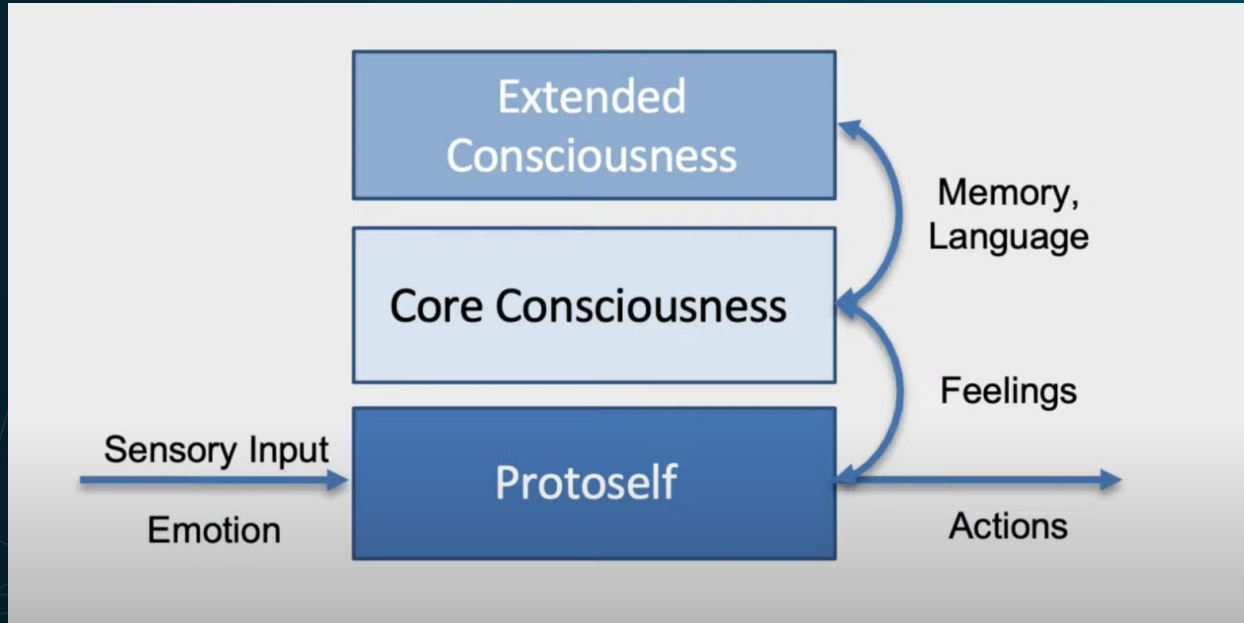 Extended
Consciousness
Memory,
Language
Core Consciousness
Feelings
Sensory Input
Protoself
Emotion
Actions